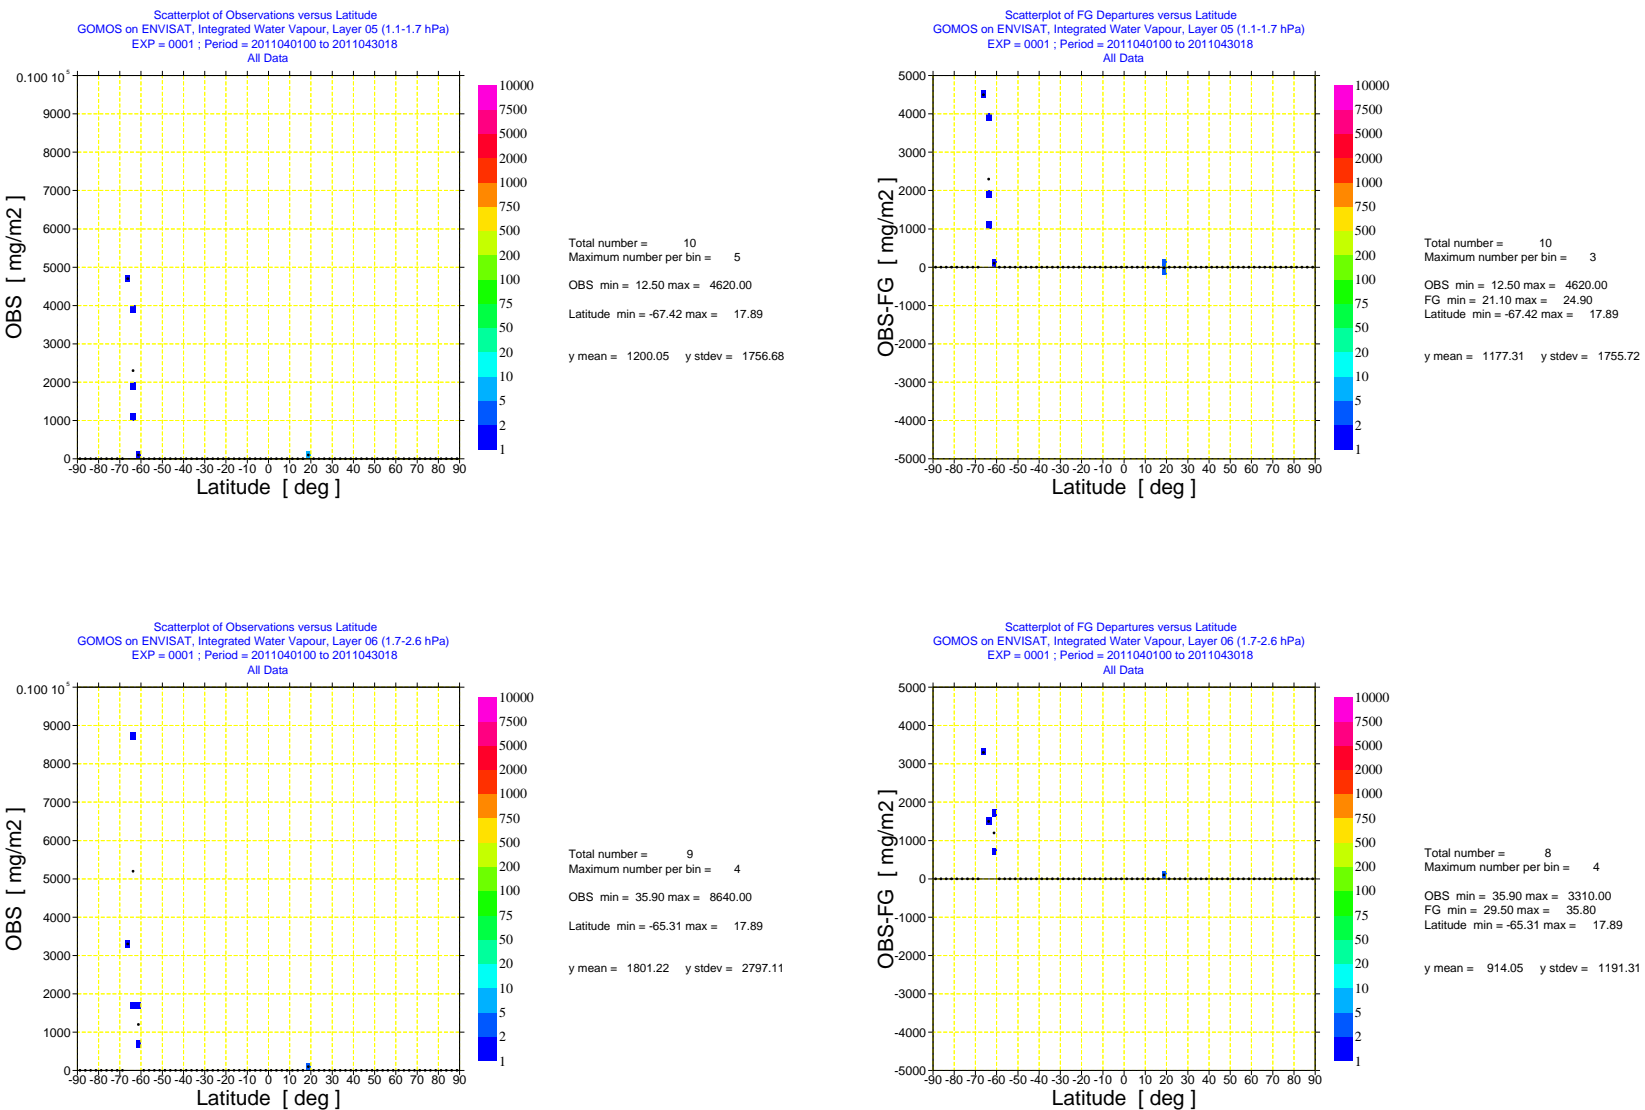 Scatterplot of Observations versus Latitude
GOMOS on ENVISAT, Integrated Water Vapour, Layer 05 (1.1-1.7 hPa)
EXP = 0001 ; Period = 2011040100 to 2011043018
All Data
0.100 10^5
9000
8000
7000
6000
5000
4000
3000
2000
1000
0
OBS [ mg/m2 ]
-90 -80 -70 -60 -50 -40 -30 -20 -10 0 10 20 30 40 50 60 70 80 90
Latitude [ deg ]
10000
7500
5000
2000
1000
750
500
200
100
75
50
20
10
5
2
1
Total number = 10
Maximum number per bin = 5
OBS min = 12.50 max = 4620.00
Latitude min = -67.42 max = 17.89
y mean = 1200.05 y stdev = 1756.68
Scatterplot of FG Departures versus Latitude
GOMOS on ENVISAT, Integrated Water Vapour, Layer 05 (1.1-1.7 hPa)
EXP = 0001 ; Period = 2011040100 to 2011043018
All Data
5000
4000
3000
2000
1000
0
-1000
-2000
-3000
-4000
-5000
OBS-FG [ mg/m2 ]
-90 -80 -70 -60 -50 -40 -30 -20 -10 0 10 20 30 40 50 60 70 80 90
Latitude [ deg ]
10000
7500
5000
2000
1000
750
500
200
100
75
50
20
10
5
2
1
Total number = 10
Maximum number per bin = 3
OBS min = 12.50 max = 4620.00
FG min = 21.10 max = 24.90
Latitude min = -67.42 max = 17.89
y mean = 1177.31 y stdev = 1755.72
Scatterplot of Observations versus Latitude
GOMOS on ENVISAT, Integrated Water Vapour, Layer 06 (1.7-2.6 hPa)
EXP = 0001 ; Period = 2011040100 to 2011043018
All Data
0.100 10^5
9000
8000
7000
6000
5000
4000
3000
2000
1000
0
OBS [ mg/m2 ]
-90 -80 -70 -60 -50 -40 -30 -20 -10 0 10 20 30 40 50 60 70 80 90
Latitude [ deg ]
10000
7500
5000
2000
1000
750
500
200
100
75
50
20
10
5
2
1
Total number = 9
Maximum number per bin = 4
OBS min = 35.90 max = 8640.00
Latitude min = -65.31 max = 17.89
y mean = 1801.22 y stdev = 2797.11
Scatterplot of FG Departures versus Latitude
GOMOS on ENVISAT, Integrated Water Vapour, Layer 06 (1.7-2.6 hPa)
EXP = 0001 ; Period = 2011040100 to 2011043018
All Data
5000
4000
3000
2000
1000
0
-1000
-2000
-3000
-4000
-5000
OBS-FG [ mg/m2 ]
-90 -80 -70 -60 -50 -40 -30 -20 -10 0 10 20 30 40 50 60 70 80 90
Latitude [ deg ]
10000
7500
5000
2000
1000
750
500
200
100
75
50
20
10
5
2
1
Total number = 8
Maximum number per bin = 4
OBS min = 35.90 max = 3310.00
FG min = 29.50 max = 35.80
Latitude min = -65.31 max = 17.89
y mean = 914.05 y stdev = 1191.31